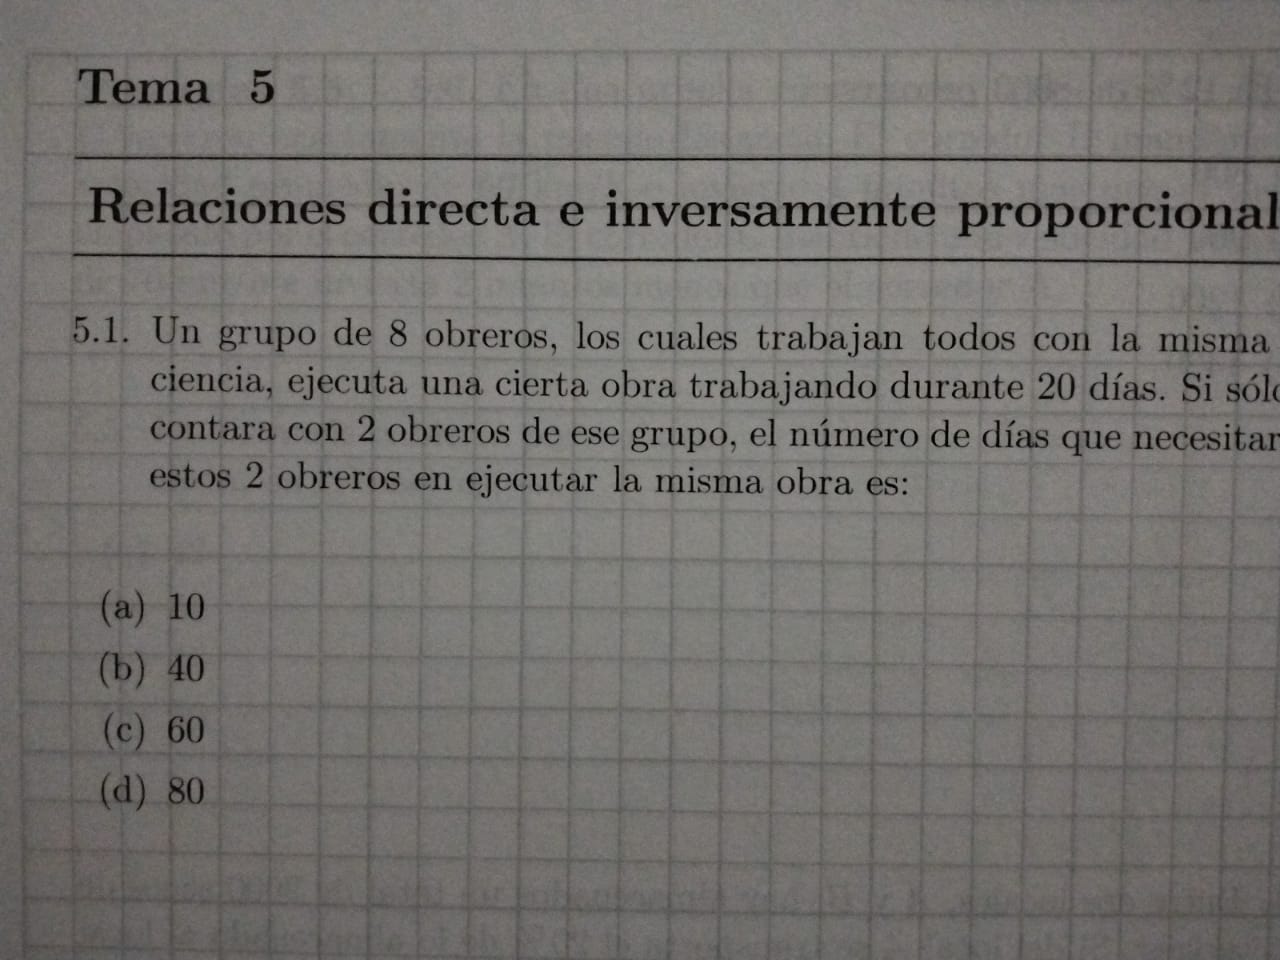 Tema 5
Relaciones directa e inversamente proporcional
5.1. Un grupo de 8 obreros, los cuales trabajan todos con la misma
ciencia, ejecuta una cierta obra trabajando durante 20 días. Si sólo
contara con 2 obreros de ese grupo, el número de días que necesitar
estos 2 obreros en ejecutar la misma obra es:
(a) 10
(b) 40
(c) 60
(d) 80